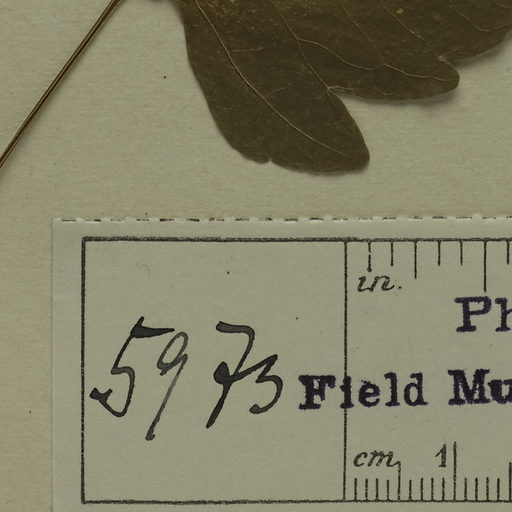 in.
Ph
5973
Field Mu
cm 1